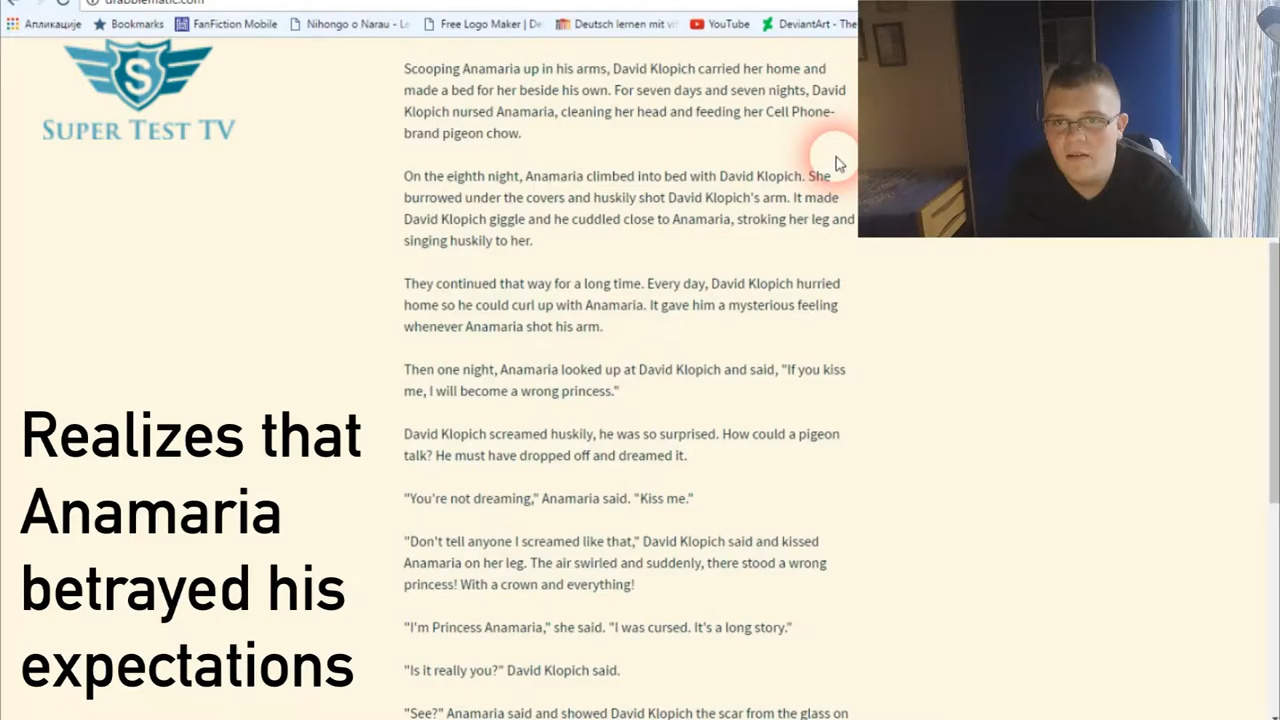 drabblematic.com
Апликације
Bookmarks
FanFiction Mobile
Nihongo o Narau - Le
Free Logo Maker | De
Deutsch lernen mit vi
YouTube
DeviantArt - The
S
SUPER TEST TV
Scooping Anamaria up in his arms, David Klopich carried her home and
made a bed for her beside his own. For seven days and seven nights, David
Klopich nursed Anamaria, cleaning her head and feeding her Cell Phone-
brand pigeon chow.
On the eighth night, Anamaria climbed into bed with David Klopich. She
burrowed under the covers and huskily shot David Klopich's arm. It made
David Klopich giggle and he cuddled close to Anamaria, stroking her leg and
singing huskily to her.
They continued that way for a long time. Every day, David Klopich hurried
home so he could curl up with Anamaria. It gave him a mysterious feeling
whenever Anamaria shot his arm.
Then one night, Anamaria looked up at David Klopich and said, "If you kiss
me, I will become a wrong princess."
David Klopich screamed huskily, he was so surprised. How could a pigeon
talk? He must have dropped off and dreamed it.
"You're not dreaming," Anamaria said. "Kiss me."
"Don't tell anyone I screamed like that," David Klopich said and kissed
Anamaria on her leg. The air swirled and suddenly, there stood a wrong
princess! With a crown and everything!
"I'm Princess Anamaria," she said. "I was cursed. It's a long story."
"Is it really you?" David Klopich said.
"See?" Anamaria said and showed David Klopich the scar from the glass on
Realizes that
Anamaria
betrayed his
expectations